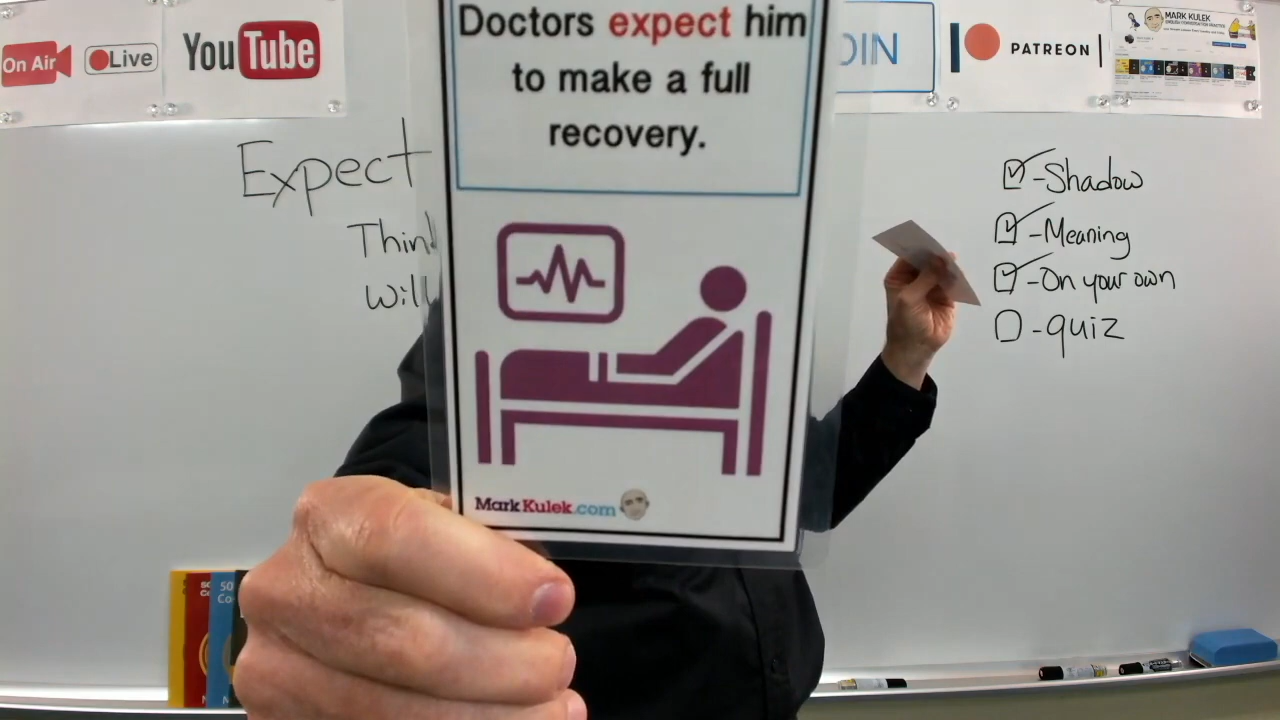 On Air
Live
YouTube
OIN
PATREON
MARK KULEK
Doctors expect him
to make a full
recovery.
MarkKulek.com
Expect
Thin
Will
-Shadow
-Meaning
-On your own
-quiz